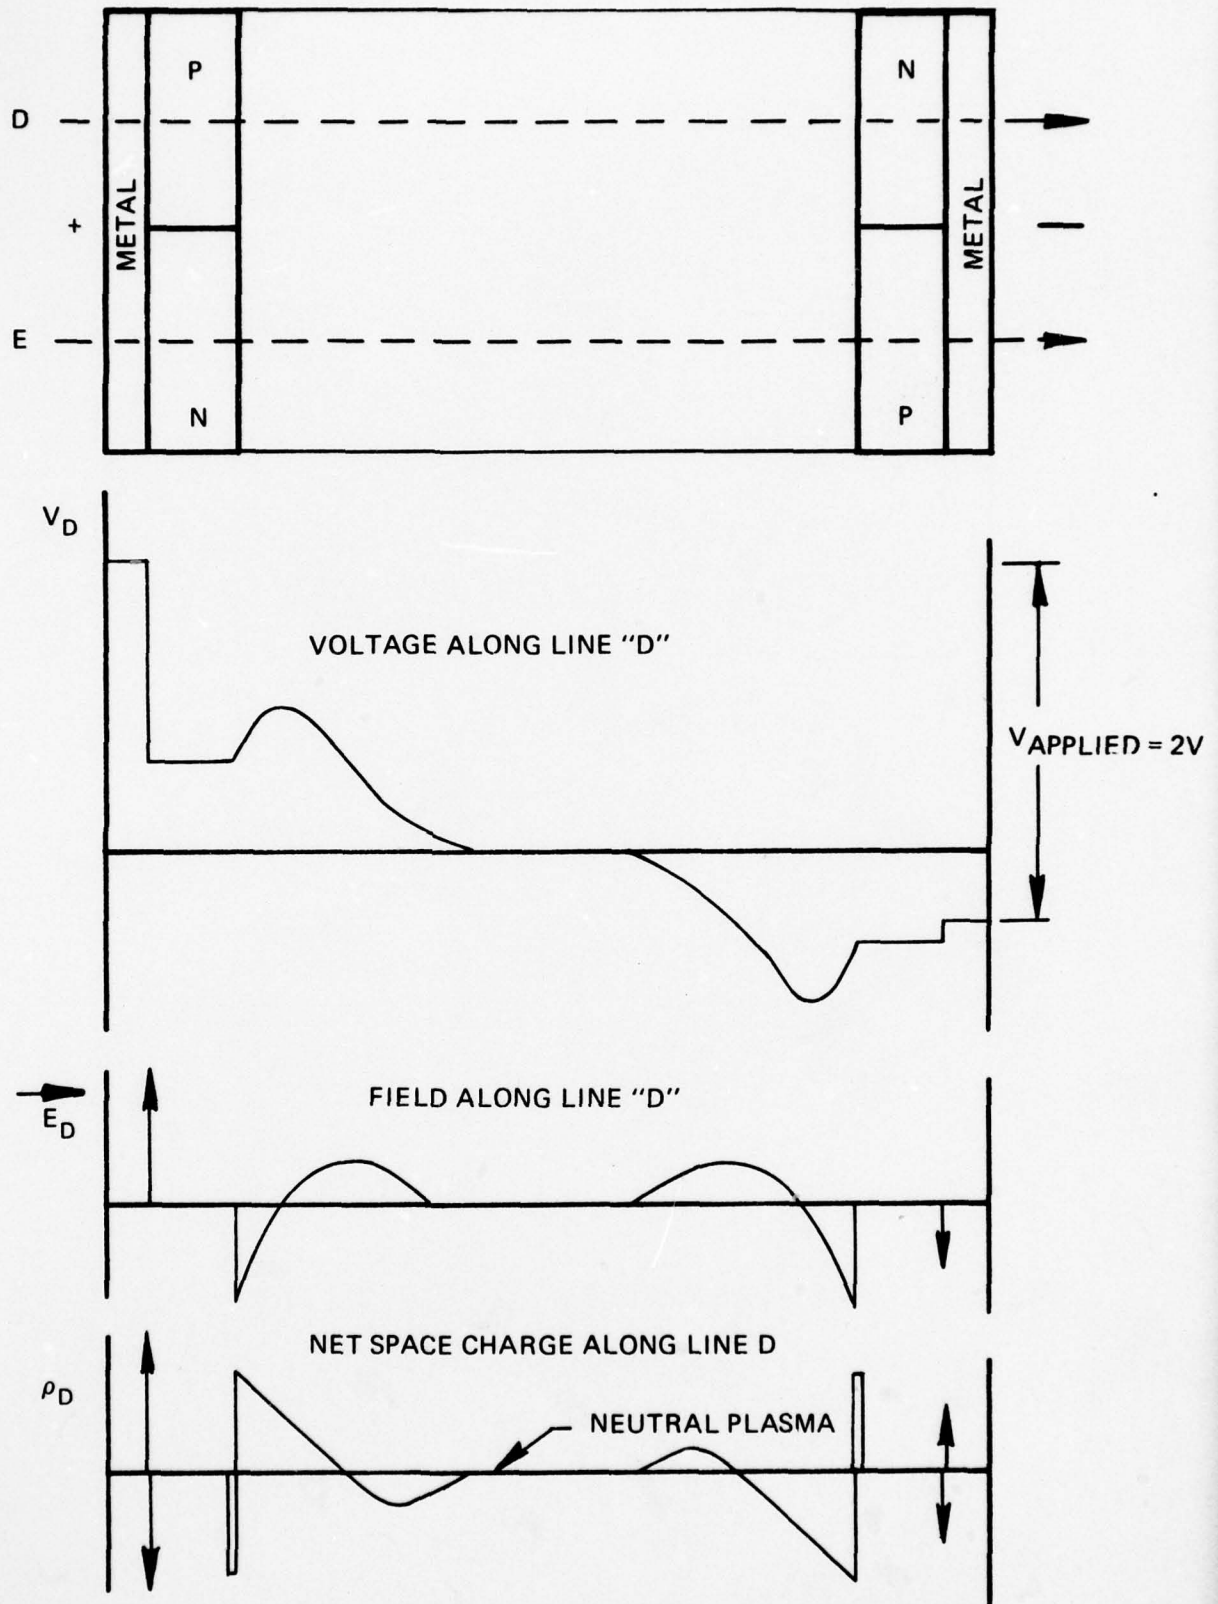 P
N
D
METAL
+
METAL
—
E
N
P
V_D
VOLTAGE ALONG LINE "D"
V_APPLIED = 2V
FIELD ALONG LINE "D"
E_D
NET SPACE CHARGE ALONG LINE D
ρ_D
NEUTRAL PLASMA